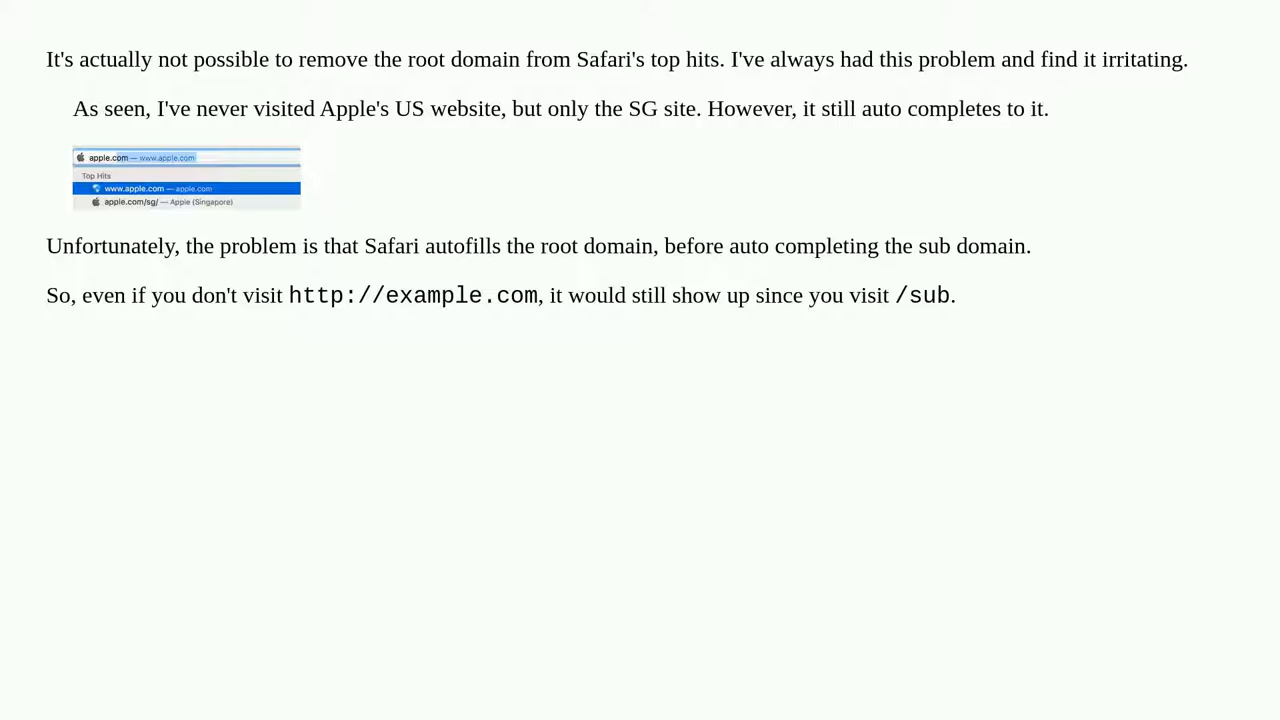 It's actually not possible to remove the root domain from Safari's top hits. I've always had this problem and find it irritating.
As seen, I've never visited Apple's US website, but only the SG site. However, it still auto completes to it.
apple.com — www.apple.com
Top Hits
www.apple.com — apple.com
apple.com/sg/ — Apple (Singapore)
Unfortunately, the problem is that Safari autofills the root domain, before auto completing the sub domain.
So, even if you don't visit http://example.com, it would still show up since you visit /sub.